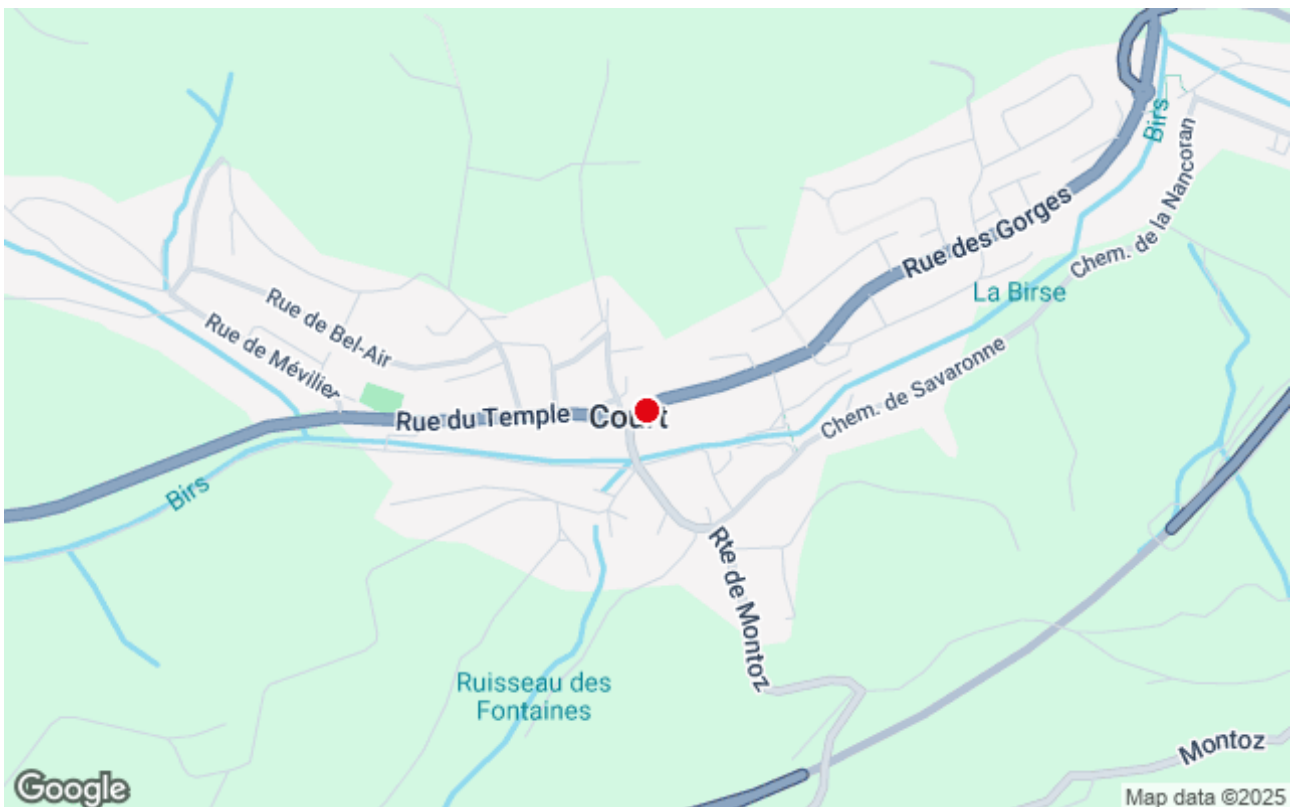 Birs
Chem. de la Nancoran
Rue des Gorges
La Birse
Rue de Bel-Air
Rue de Mévilier
Chem. de Savaronne
Rue du Temple
Court
Birs
Rte de Montoz
Ruisseau des
Fontaines
Montoz
Google
Map data ©2025